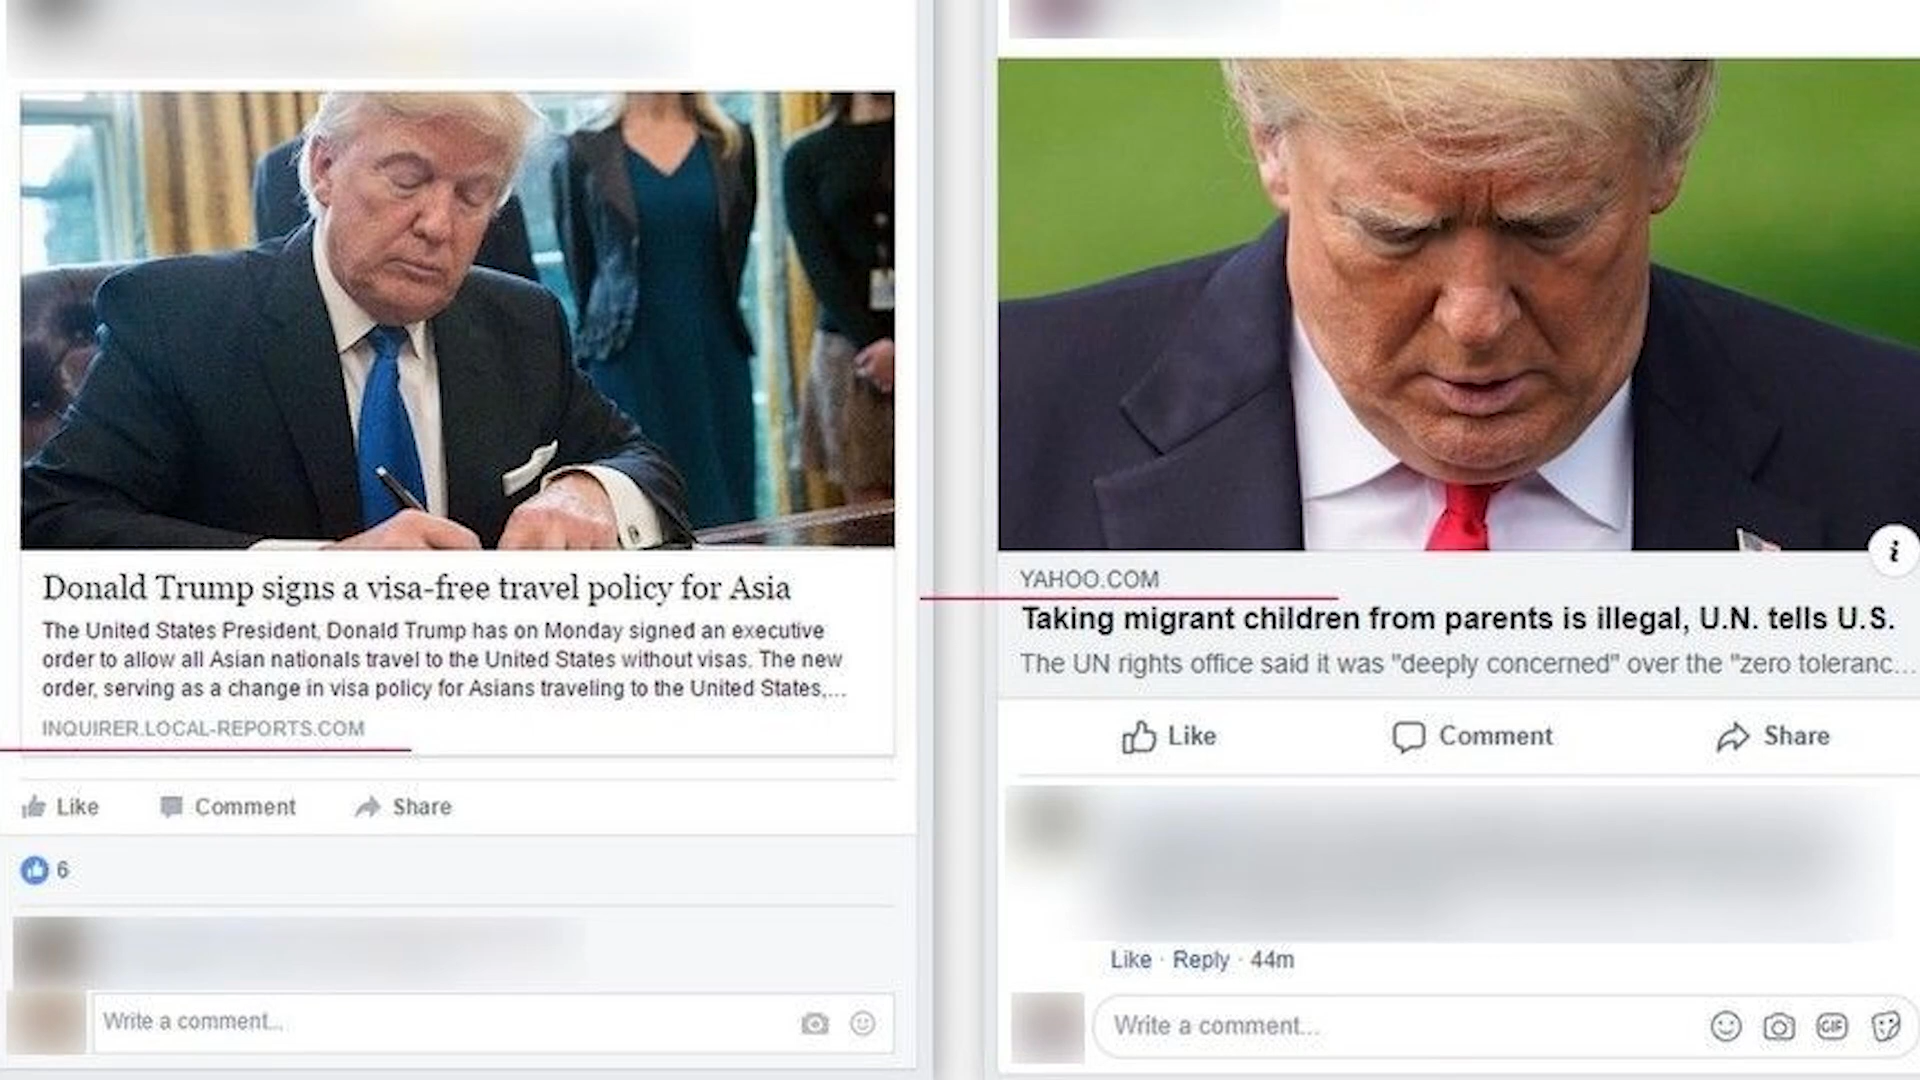 Donald Trump signs a visa-free travel policy for Asia
The United States President, Donald Trump has on Monday signed an executive
order to allow all Asian nationals travel to the United States without visas. The new
order, serving as a change in visa policy for Asians traveling to the United States,...
INQUIRER.LOCAL-REPORTS.COM
Like Comment Share
6
Write a comment...
i
YAHOO.COM
Taking migrant children from parents is illegal, U.N. tells U.S.
The UN rights office said it was "deeply concerned" over the "zero toleranc...
Like Comment Share
Like · Reply · 44m
Write a comment...
GIF